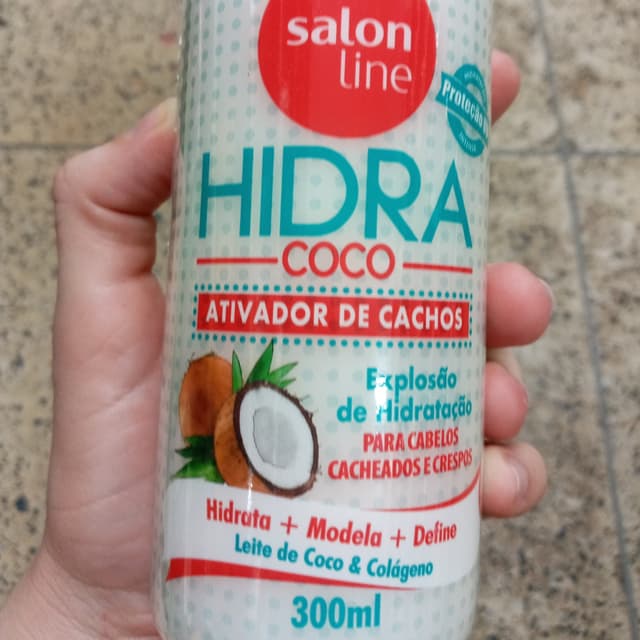 salon
line
Proteção
HIDRA
COCO
ATIVADOR DE CACHOS
Explosão
de Hidratação
PARA CABELOS
CACHEADOS E CRESPOS
Hidrata + Modela + Define
Leite de Coco & Colágeno
300ml